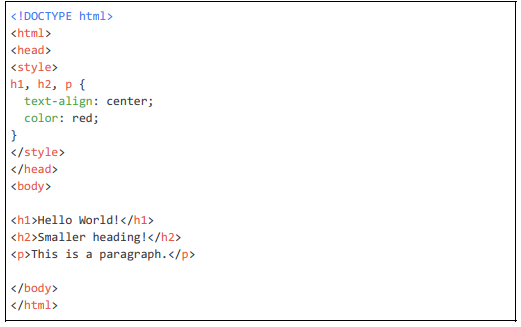 <!DOCTYPE html>
<html>
<head>
<style>
h1, h2, p {
  text-align: center;
  color: red;
}
</style>
</head>
<body>

<h1>Hello World!</h1>
<h2>Smaller heading!</h2>
<p>This is a paragraph.</p>

</body>
</html>